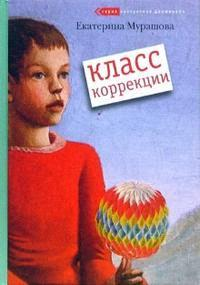 Екатерина Мурашова
класс
коррекции